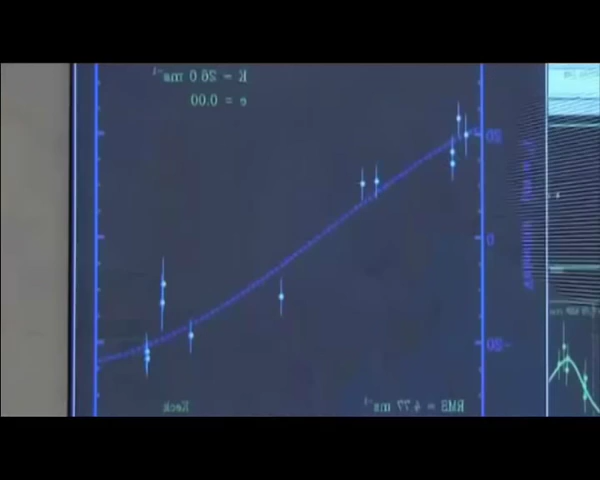 K = 26.0 ms⁻¹
e = 0.00
20
0
-20
RMS = 4.77 ms⁻¹
Keck